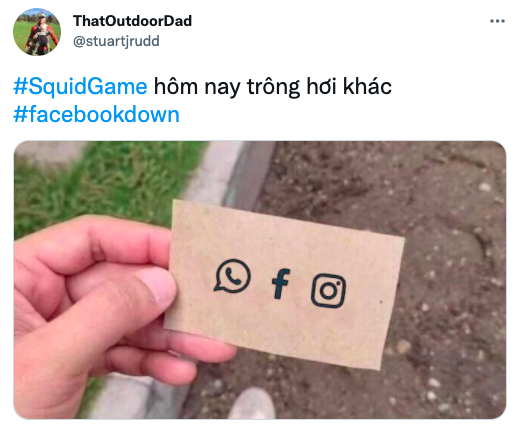 ThatOutdoorDad
@stuartjrudd
#SquidGame hôm nay trông hơi khác
#facebookdown